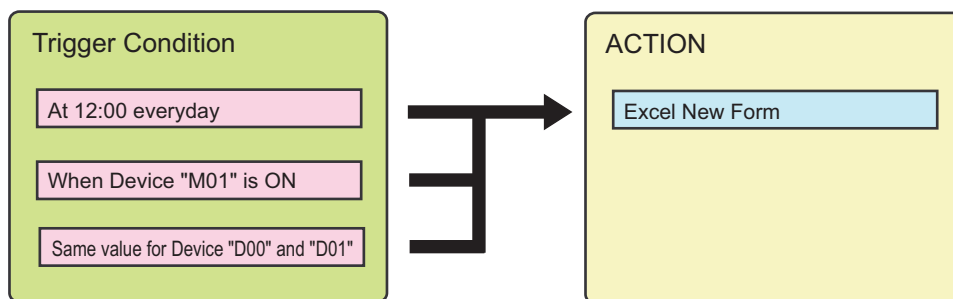 Trigger Condition
At 12:00 everyday
When Device "M01" is ON
Same value for Device "D00" and "D01"
ACTION
Excel New Form